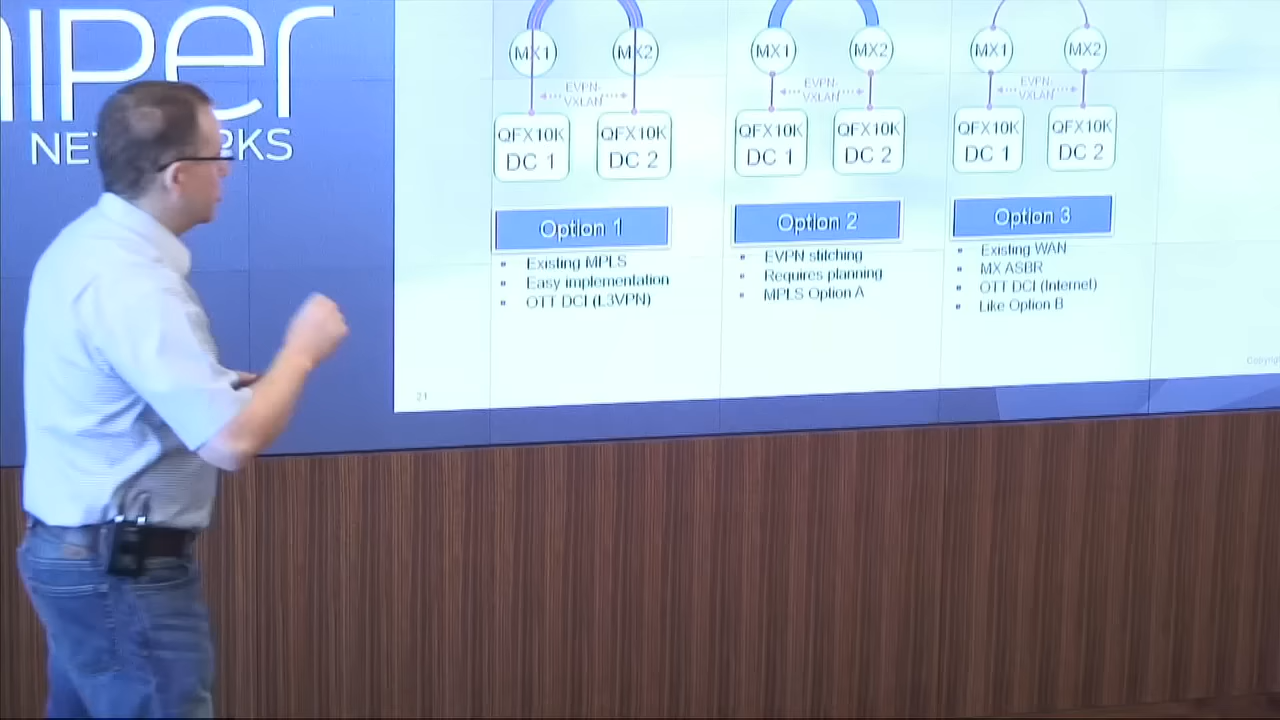 NETWORKS
MX1
MX2
MX1
MX2
MX1
MX2
EVPN-
VXLAN
EVPN-
VXLAN
EVPN-
VXLAN
QFX10K
DC 1
QFX10K
DC 2
QFX10K
DC 1
QFX10K
DC 2
QFX10K
DC 1
QFX10K
DC 2
Option 1
Existing MPLS
Easy implementation
OTT DCI (L3VPN)
Option 2
EVPN stitching
Requires planning
MPLS Option A
Option 3
Existing WAN
MX ASBR
OTT DCI (Internet)
Like Option B
21